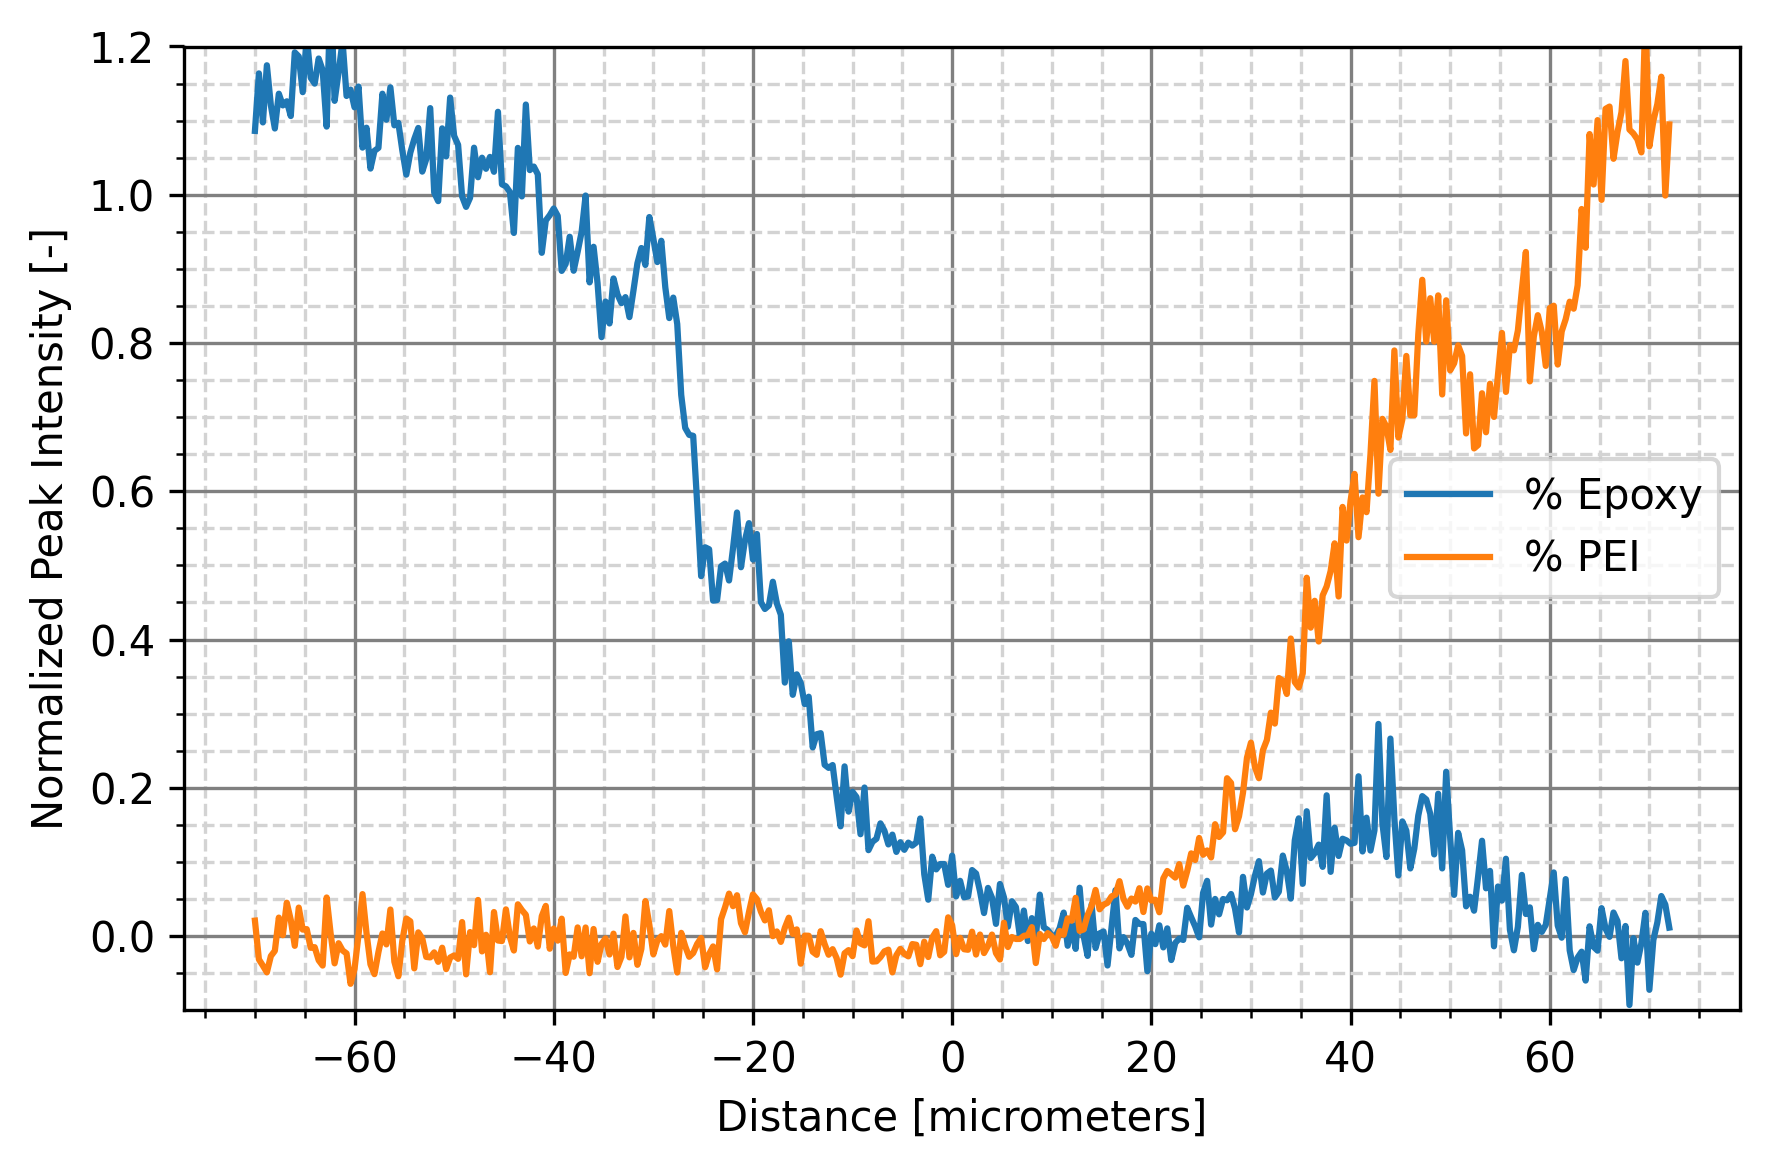 1.2
1.0
0.8
0.6
0.4
0.2
0.0
Normalized Peak Intensity [-]
% Epoxy
% PEI
−60 −40 −20 0 20 40 60
Distance [micrometers]